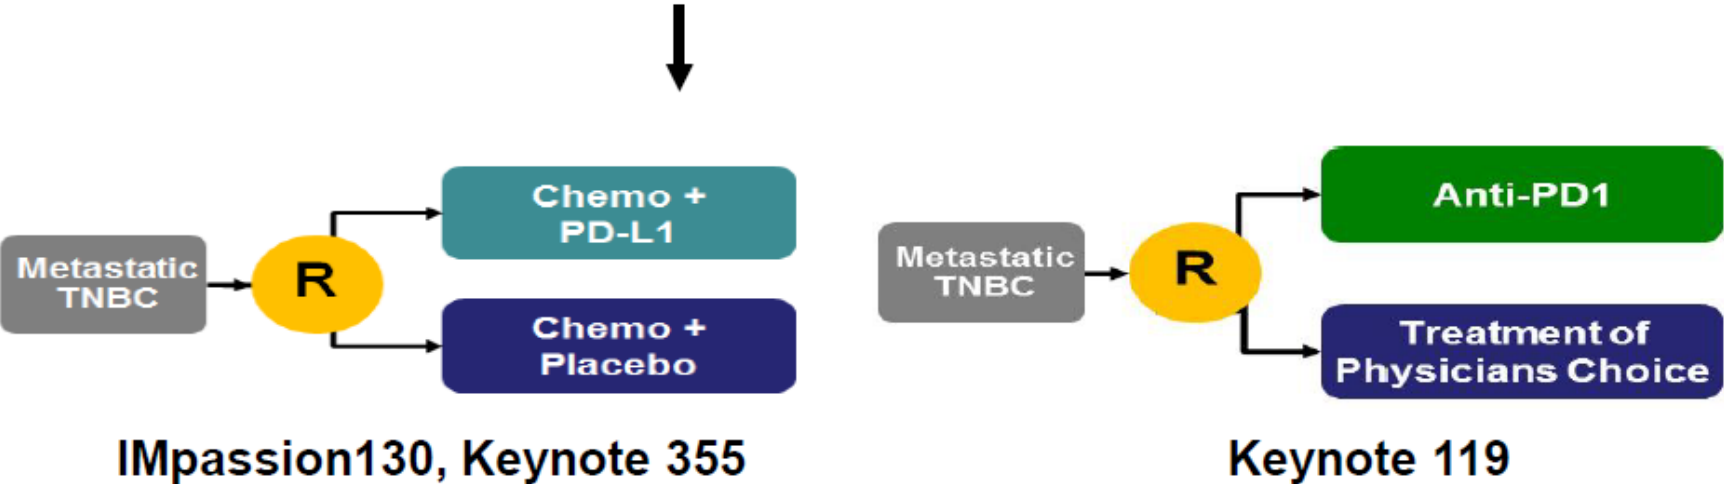 Metastatic
TNBC
R
Chemo +
PD-L1
Chemo +
Placebo
IMpassion130, Keynote 355
Metastatic
TNBC
R
Anti-PD1
Treatment of
Physicians Choice
Keynote 119